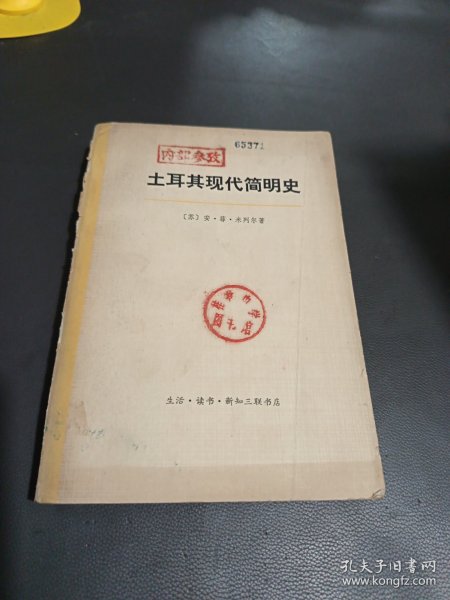 内部参考
65371
土耳其现代简明史
〔苏〕安·菲·米列尔著
生活·读书·新知三联书店
孔夫子旧书网
www.kongfz.com